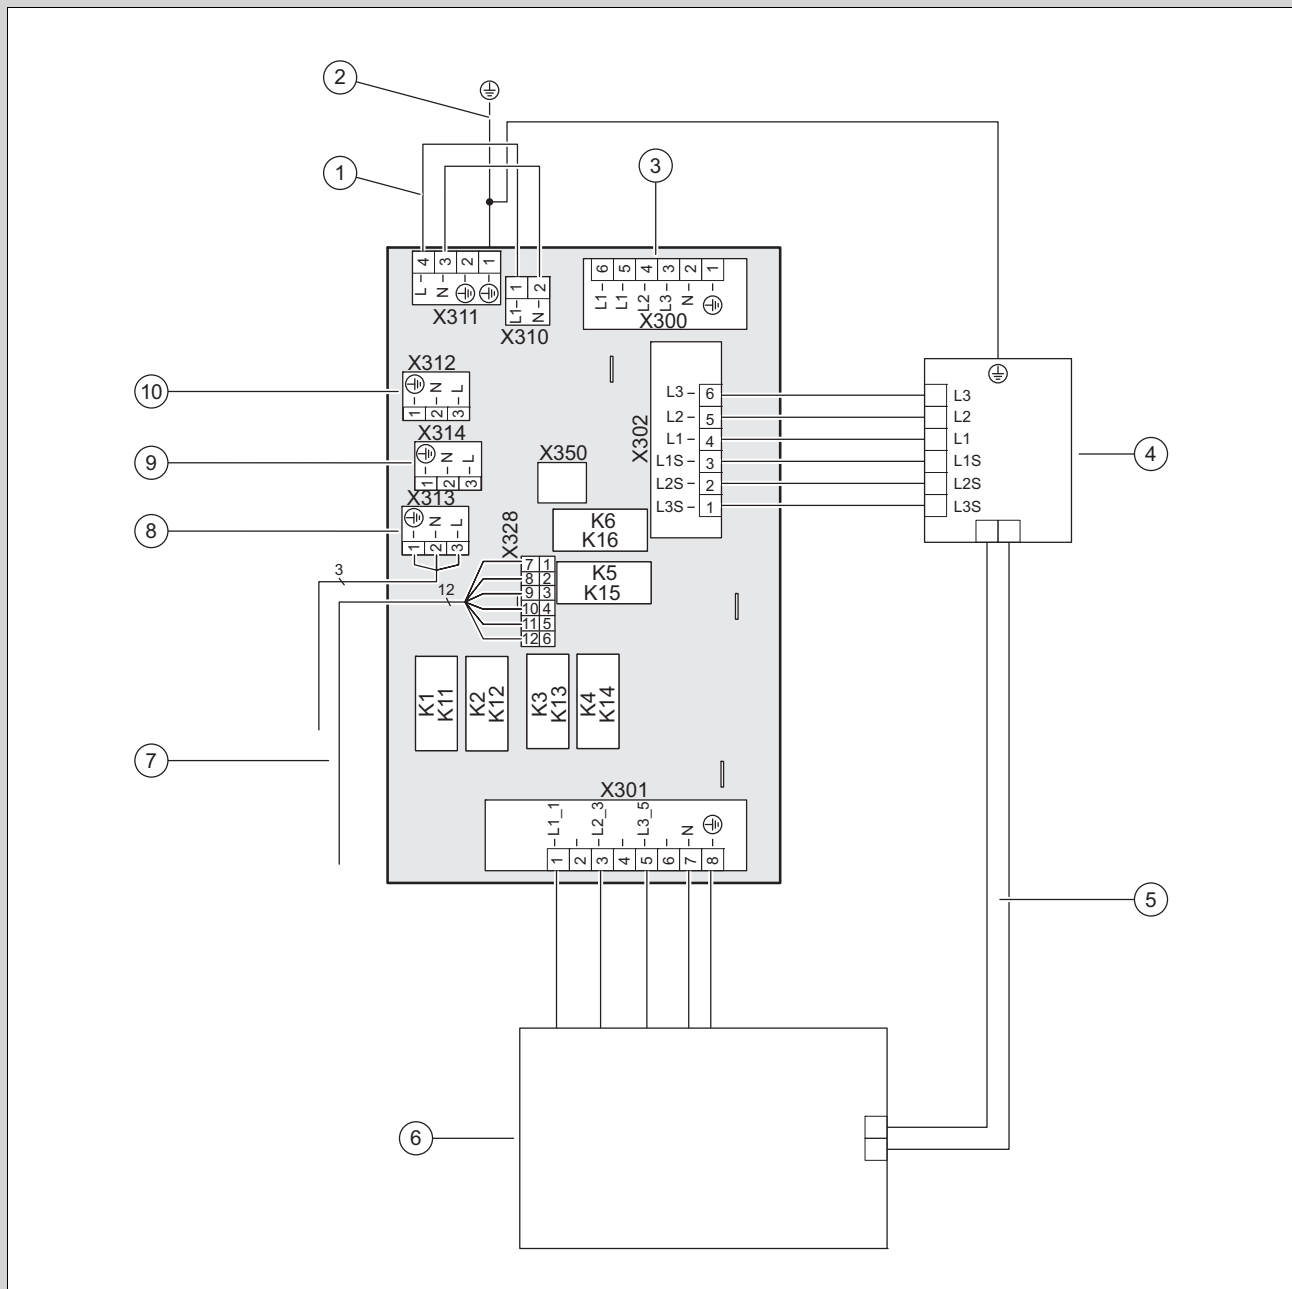 2
1
3
4 3 2 1
L N
X311
1 2
L1 N
X310
6 5 4 3 2 1
L1 L1 L2 L3 N
X300
10
X312
N L
1 2 3
9
X314
N L
1 2 3
8
X313
N L
1 2 3
X350
X302
L3 6
L2 5
L1 4
L1S 3
L2S 2
L3S 1
L3
L2
L1
L1S
L2S
L3S
4
K6
K16
X328
7 1
8 2
9 3
10 4
11 5
12 6
K5
K15
3
12
K1
K11
K2
K12
K3
K13
K4
K14
7
X301
L1_1 L2_3 L3_5 N
1 2 3 4 5 6 7 8
5
6